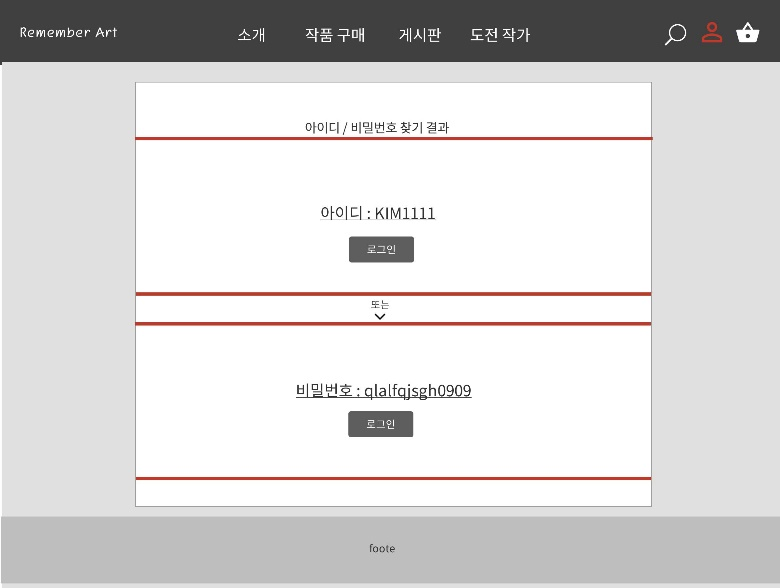 Remember Art 소개 작품 구매 게시판 도전 작가
아이디 / 비밀번호 찾기 결과
아이디 : KIM1111
로그인
또는
비밀번호 : qlalfqjsgh0909
로그인
foote